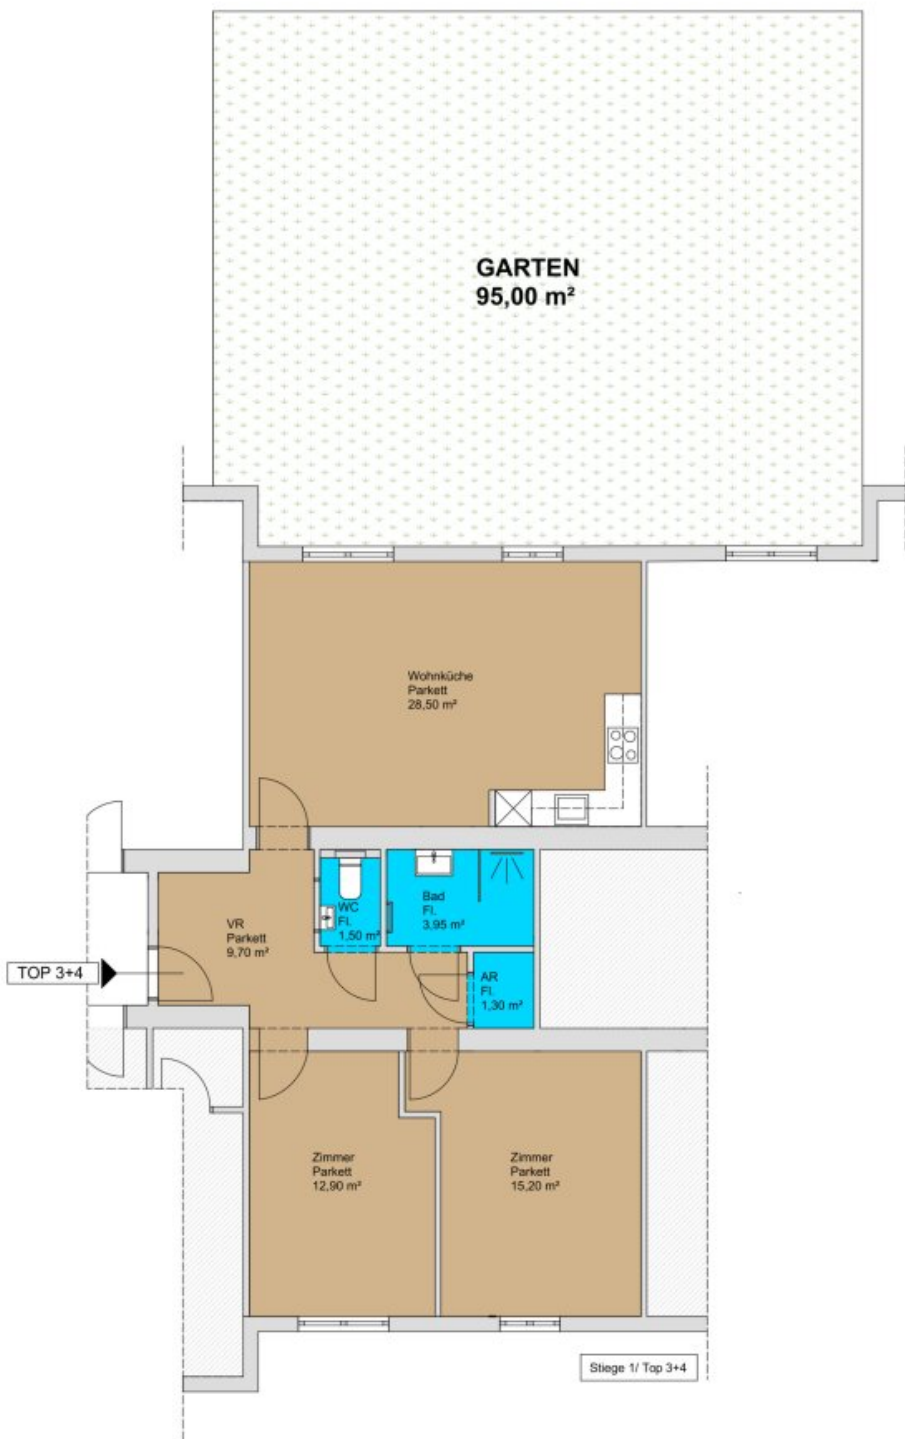 GARTEN
95,00 m²
Wohnküche
Parkett
28,50 m²
WC
Fl.
1,50 m²
Bad
Fl.
3,95 m²
VR
Parkett
9,70 m²
TOP 3+4
AR
Fl.
1,30 m²
Zimmer
Parkett
12,90 m²
Zimmer
Parkett
15,20 m²
Stiege 1/ Top 3+4